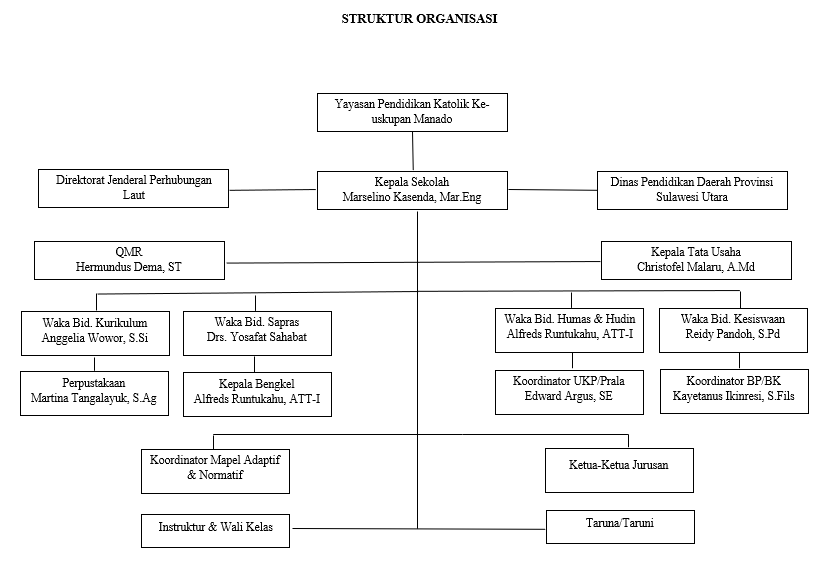 STRUKTUR ORGANISASI
Yayasan Pendidikan Katolik Ke-
uskupan Manado
Direktorat Jenderal Perhubungan
Laut
Kepala Sekolah
Marselino Kasenda, Mar.Eng
Dinas Pendidikan Daerah Provinsi
Sulawesi Utara
QMR
Hermundus Dema, ST
Kepala Tata Usaha
Christofel Malaru, A.Md
Waka Bid. Kurikulum
Anggelia Wowor, S.Si
Waka Bid. Sapras
Drs. Yosafat Sahabat
Waka Bid. Humas & Hudin
Alfreds Runtukahu, ATT-I
Waka Bid. Kesiswaan
Reidy Pandoh, S.Pd
Perpustakaan
Martina Tangalayuk, S.Ag
Kepala Bengkel
Alfreds Runtukahu, ATT-I
Koordinator UKP/Prala
Edward Argus, SE
Koordinator BP/BK
Kayetanus Ikinresi, S.Fils
Koordinator Mapel Adaptif
& Normatif
Ketua-Ketua Jurusan
Instruktur & Wali Kelas
Taruna/Taruni